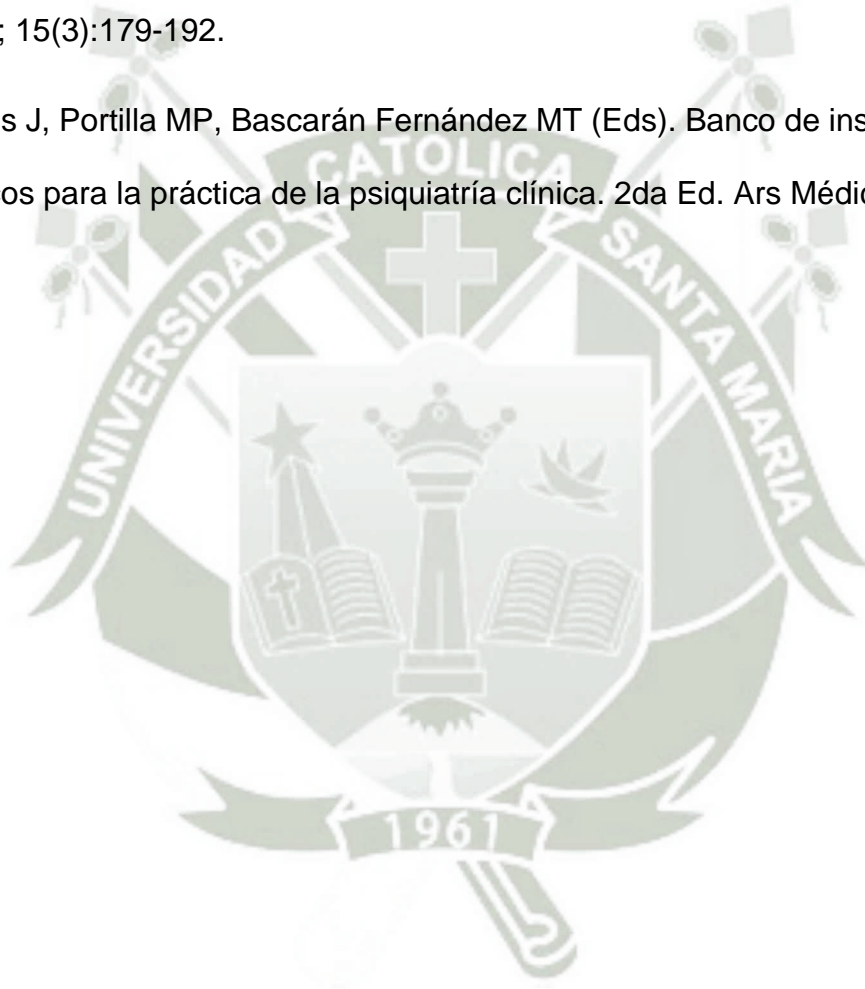 ; 15(3):179-192.
s J, Portilla MP, Bascarán Fernández MT (Eds). Banco de ins
os para la práctica de la psiquiatría clínica. 2da Ed. Ars Médic
UNIVERSIDAD CATOLICA SANTA MARIA
1961